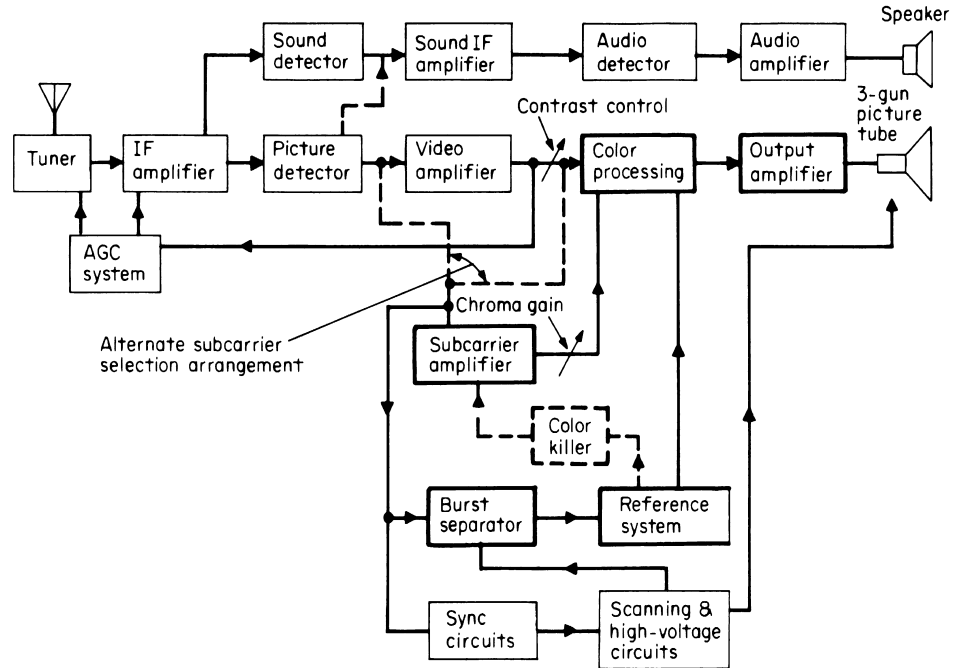 Speaker
Sound
detector
Sound IF
amplifier
Audio
detector
Audio
amplifier
3-gun
picture
tube
Contrast control
Tuner
IF
amplifier
Picture
detector
Video
amplifier
Color
processing
Output
amplifier
AGC
system
Chroma gain
Alternate subcarrier
selection arrangement
Subcarrier
amplifier
Color
killer
Burst
separator
Reference
system
Sync
circuits
Scanning &
high-voltage
circuits